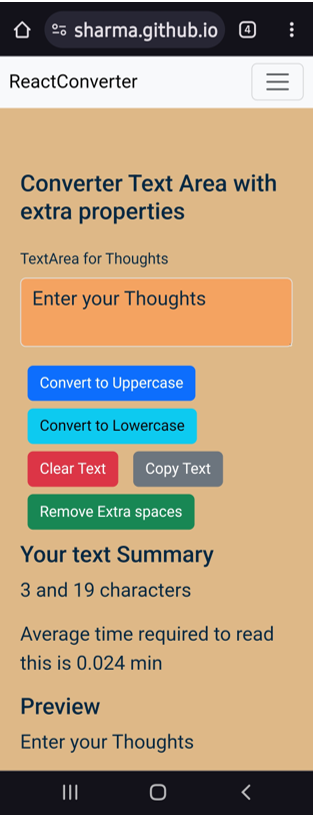 sharma.github.io
4
ReactConverter
Converter Text Area with
extra properties
TextArea for Thoughts
Enter your Thoughts
Convert to Uppercase
Convert to Lowercase
Clear Text Copy Text
Remove Extra spaces
Your text Summary
3 and 19 characters
Average time required to read
this is 0.024 min
Preview
Enter your Thoughts